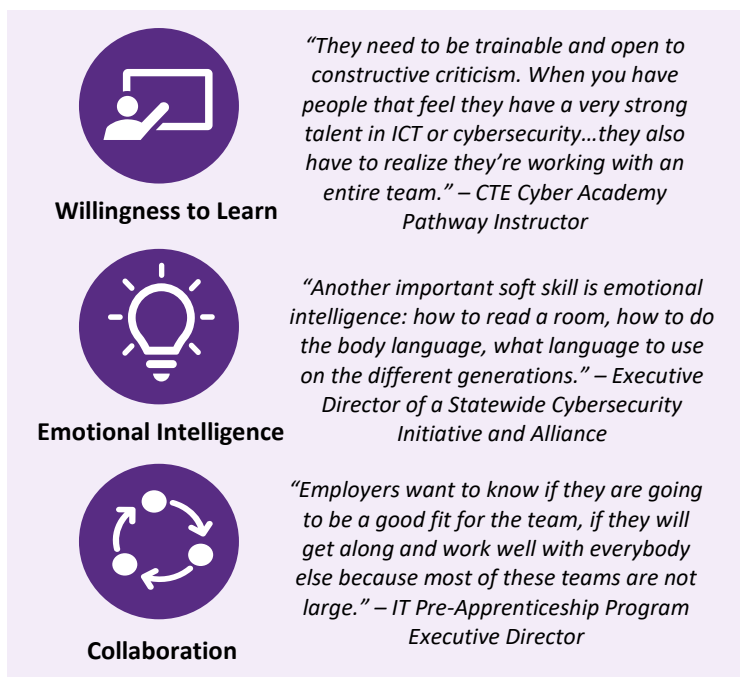 “They need to be trainable and open to
constructive criticism. When you have
people that feel they have a very strong
talent in ICT or cybersecurity…they also
have to realize they’re working with an
entire team.” – CTE Cyber Academy
Pathway Instructor
Willingness to Learn
“Another important soft skill is emotional
intelligence: how to read a room, how to do
the body language, what language to use
on the different generations.” – Executive
Director of a Statewide Cybersecurity
Initiative and Alliance
Emotional Intelligence
“Employers want to know if they are going
to be a good fit for the team, if they will
get along and work well with everybody
else because most of these teams are not
large.” – IT Pre-Apprenticeship Program
Executive Director
Collaboration